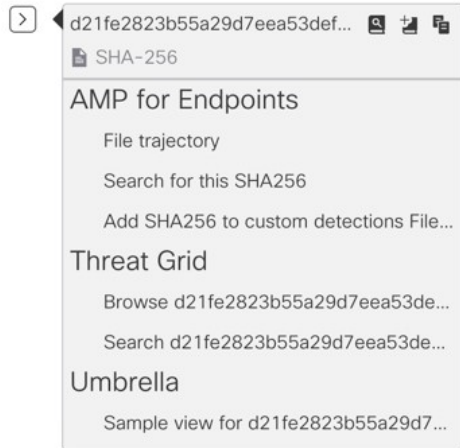 d21fe2823b55a29d7eea53def...
SHA-256
AMP for Endpoints
File trajectory
Search for this SHA256
Add SHA256 to custom detections File...
Threat Grid
Browse d21fe2823b55a29d7eea53de...
Search d21fe2823b55a29d7eea53de...
Umbrella
Sample view for d21fe2823b55a29d7...